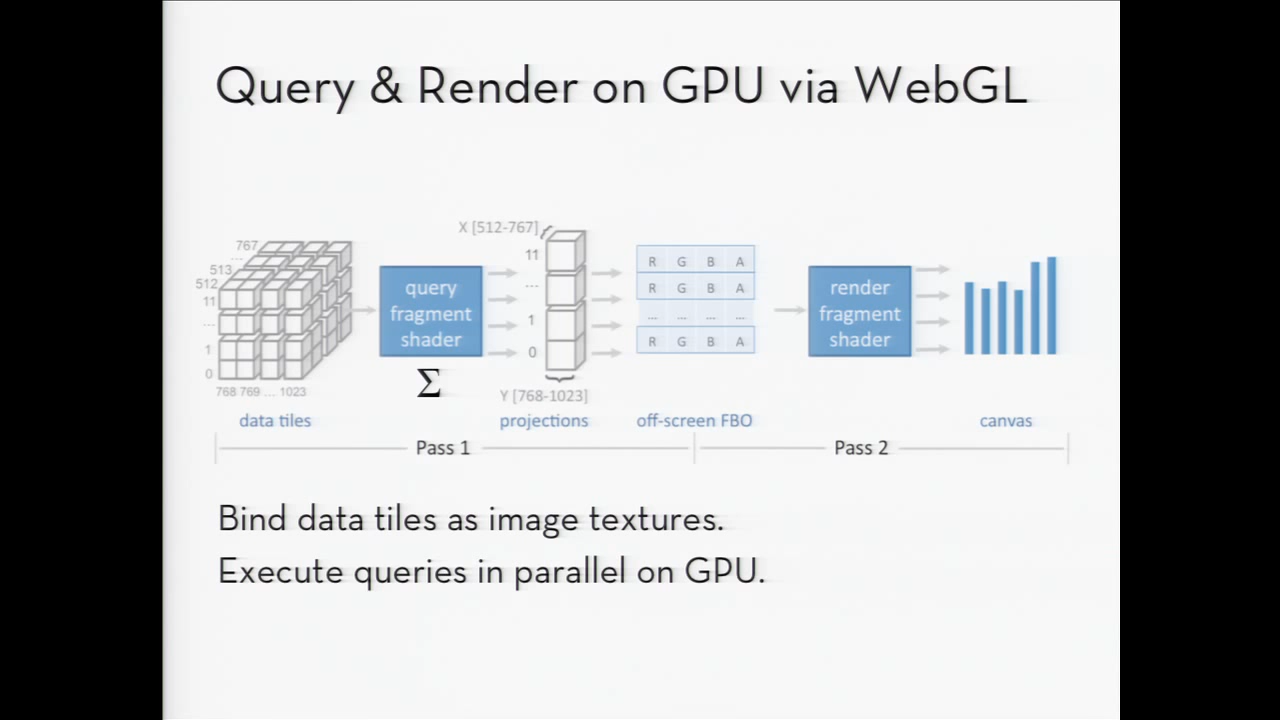 Query & Render on GPU via WebGL
X [512-767]
767
...
513
512
11
...
1
0
768 769 ... 1023
data tiles
query
fragment
shader
Σ
11
...
1
0
Y [768-1023]
projections
R G B A
R G B A
... ... ... ...
R G B A
off-screen FBO
render
fragment
shader
canvas
Pass 1
Pass 2
Bind data tiles as image textures.
Execute queries in parallel on GPU.